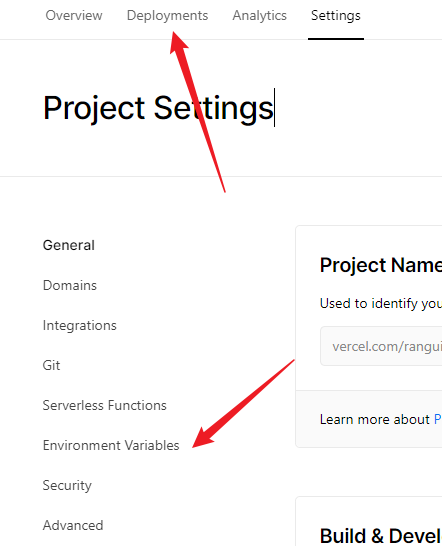 Overview Deployments Analytics Settings
Project Settings
General
Domains
Integrations
Git
Serverless Functions
Environment Variables
Security
Advanced
Project Name
Used to identify you
vercel.com/rangui
Learn more about P
Build & Devel